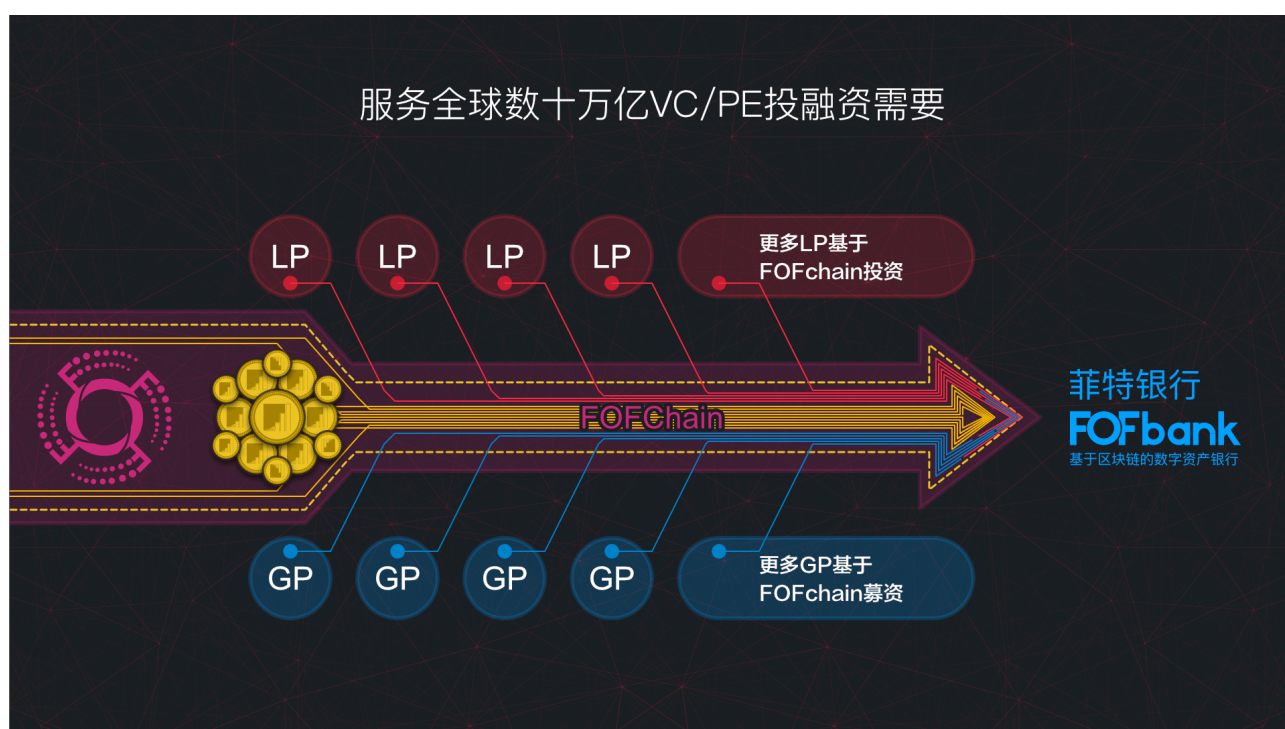 服务全球数十万亿VC/PE投融资需要
LP
LP
LP
LP
更多LP基于
FOFchain投资
FOFChain
菲特银行
FOFbank
基于区块链的数字资产银行
GP
GP
GP
GP
更多GP基于
FOFchain募资